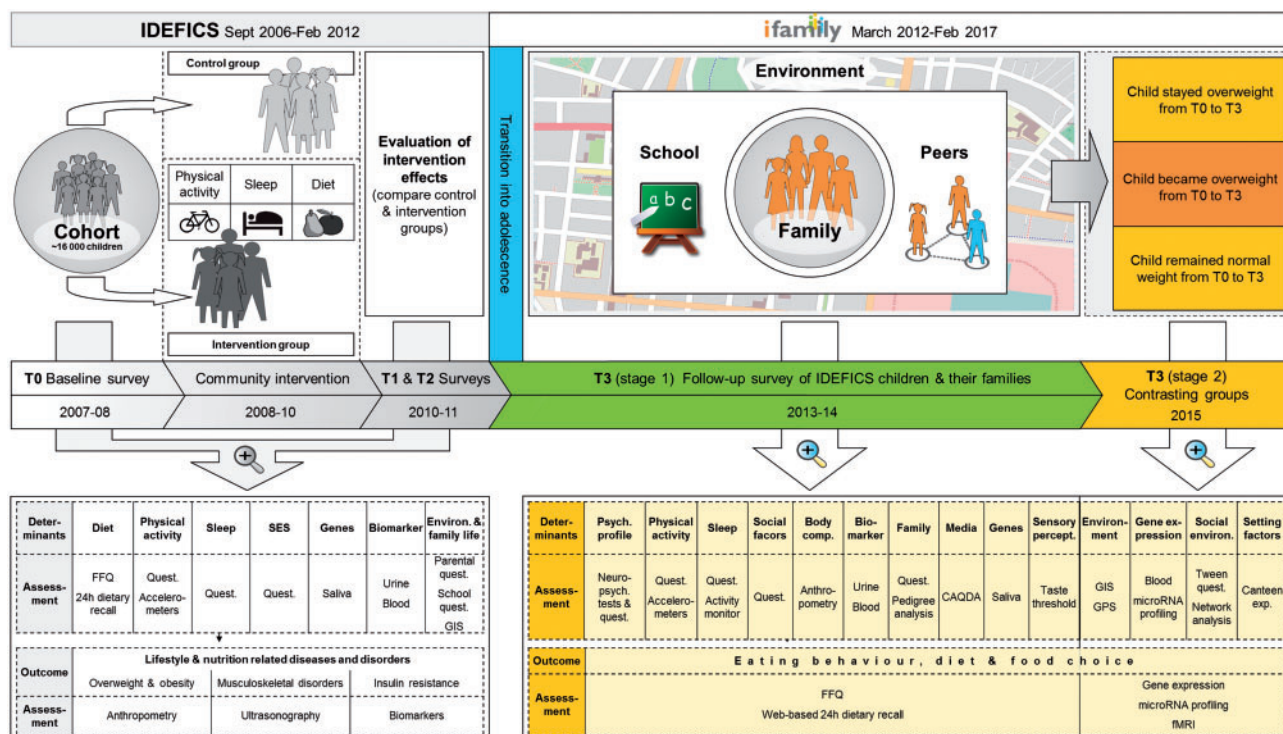 IDEFICS Sept 2006-Feb 2012
ifamily March 2012-Feb 2017
Control group
Cohort
~16 000 children
Physical activity
Sleep
Diet
Intervention group
Evaluation of
intervention
effects
(compare control
& intervention
groups)
Transition into adolescence
Environment
School
a b c
Family
Peers
Child stayed overweight
from T0 to T3
Child became overweight
from T0 to T3
Child remained normal
weight from T0 to T3
T0 Baseline survey
Community intervention
T1 & T2 Surveys
T3 (stage 1) Follow-up survey of IDEFICS children & their families
T3 (stage 2)
Contrasting groups
2007-08
2008-10
2010-11
2013-14
2015
Deter-
minants
Diet
Physical
activity
Sleep
SES
Genes
Biomarker
Environ. &
family life
Assess-
ment
FFQ
24h dietary
recall
Quest.
Accelero-
meters
Quest.
Quest.
Saliva
Urine
Blood
Parental
quest.
School
quest.
GIS
Outcome
Lifestyle & nutrition related diseases and disorders
Overweight & obesity
Musculoskeletal disorders
Insulin resistance
Assess-
ment
Anthropometry
Ultrasonography
Biomarkers
Deter-
minants
Psych.
profile
Physical
activity
Sleep
Social
facors
Body
comp.
Bio-
marker
Family
Media
Genes
Sensory
percept.
Environ-
ment
Gene ex-
pression
Social
environ.
Setting
factors
Assess-
ment
Neuro-
psych.
tests &
quest.
Quest.
Accelero-
meters
Quest.
Activity
monitor
Quest.
Anthro-
pometry
Urine
Blood
Quest.
Pedigree
analysis
CAQDA
Saliva
Taste
threshold
GIS
GPS
Blood
microRNA
profiling
Tween
quest.
Network
analysis
Canteen
exp.
Outcome
Eating behaviour, diet & food choice
Assess-
ment
FFQ
Web-based 24h dietary recall
Gene expression
microRNA profiling
fMRI